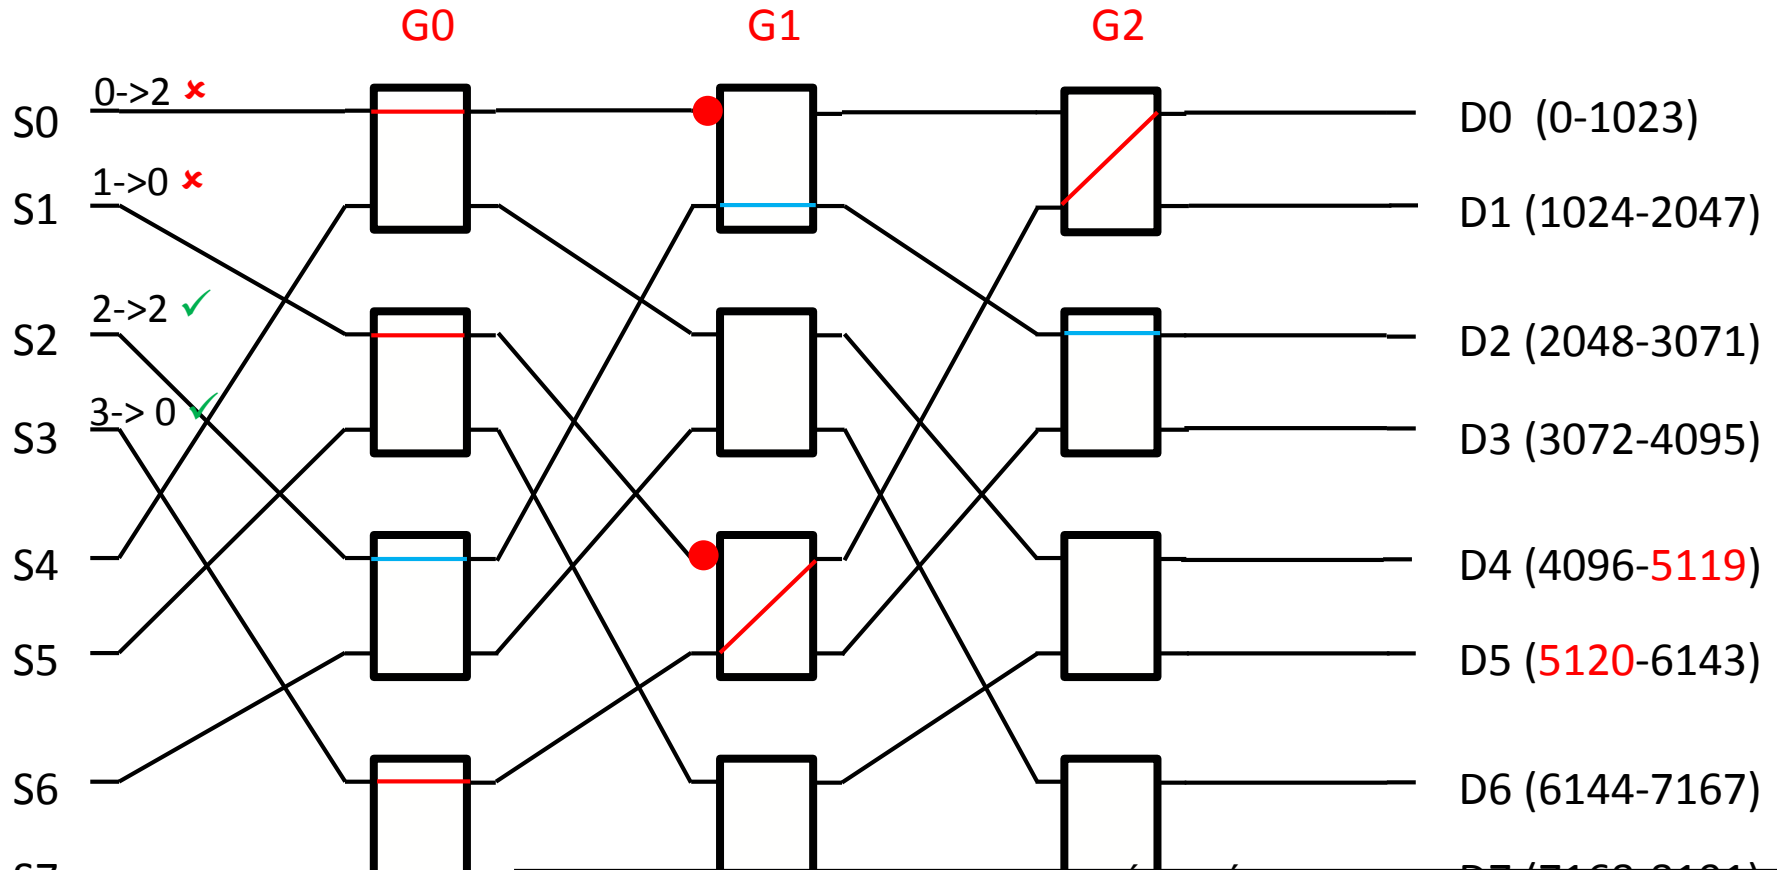 G0 G1 G2
0->2 ✘
S0 D0 (0-1023)
1->0 ✘
S1 D1 (1024-2047)
2->2 ✓
S2 D2 (2048-3071)
3-> 0 ✓
S3 D3 (3072-4095)
S4 D4 (4096-5119)
S5 D5 (5120-6143)
S6 D6 (6144-7167)